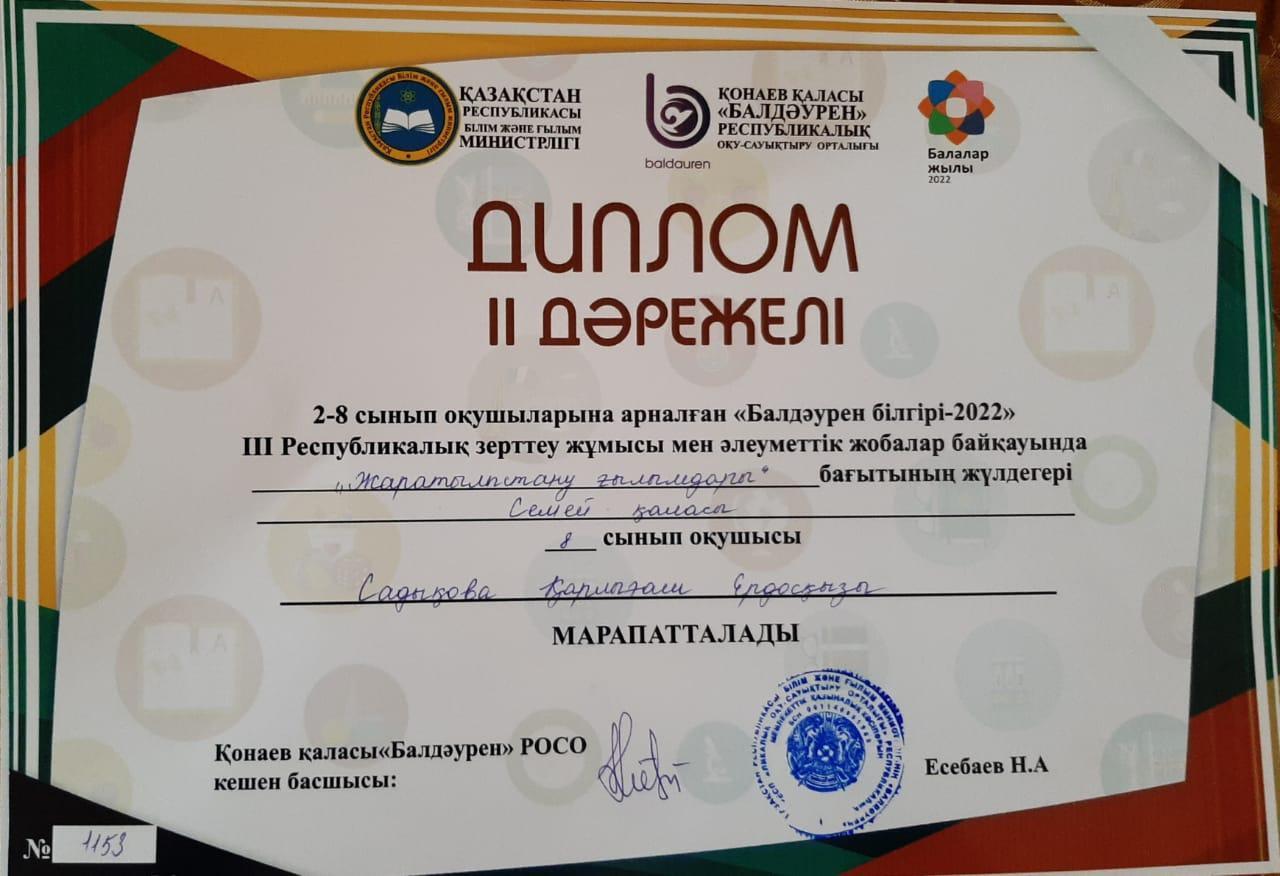 ҚАЗАҚСТАН
РЕСПУБЛИКАСЫ
БІЛІМ ЖӘНЕ ҒЫЛЫМ
МИНИСТРЛІГІ
baldauren
ҚОНАЕВ ҚАЛАСЫ
«БАЛДӘУРЕН»
РЕСПУБЛИКАЛЫҚ
ОҚУ-САУЫҚТЫРУ ОРТАЛЫҒЫ
Балалар
жылы
2022
ДИПЛОМ
II ДӘРЕЖЕЛІ
2-8 сынып оқушыларына арналған «Балдәурен білгірі-2022»
III Республикалық зерттеу жұмысы мен әлеуметтік жобалар байқауында
„Жаратылыстану ғылымдары" бағытының жүлдегері
Семей қаласы
8 сынып оқушысы
Садықова Қарлығаш Ердосқызы
МАРАПАТТАЛАДЫ
Қонаев қаласы«Балдәурен» РОСО
кешен басшысы:
Есебаев Н.А
№ 1153